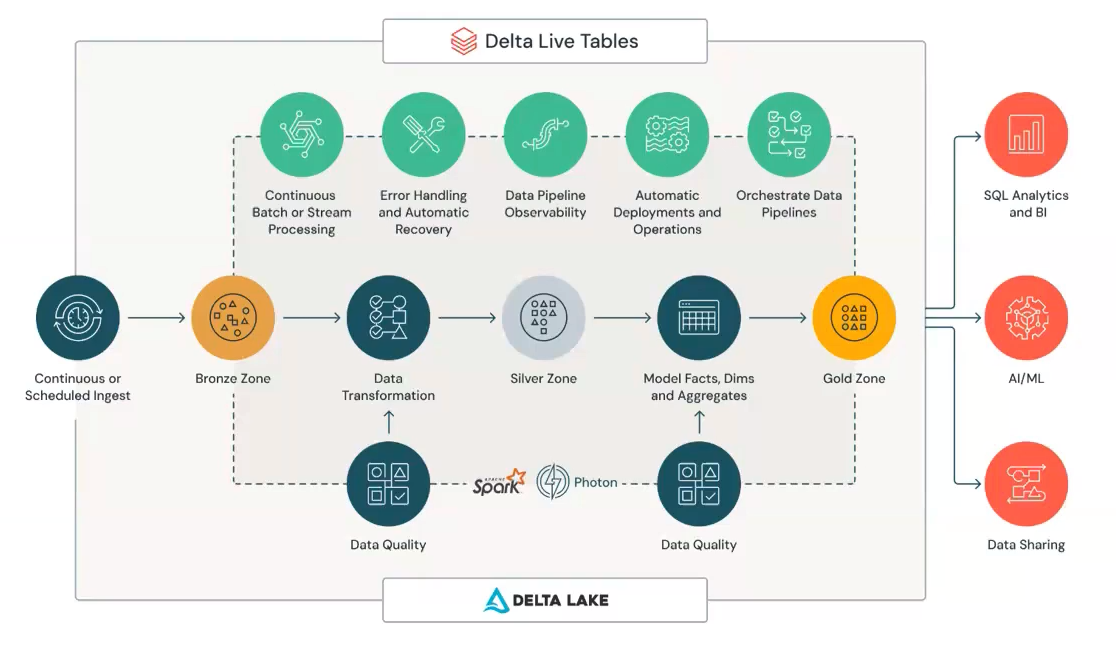 Delta Live Tables
Continuous
Batch or Stream
Processing
Error Handling
and Automatic
Recovery
Data Pipeline
Observability
Automatic
Deployments and
Operations
Orchestrate Data
Pipelines
SQL Analytics
and BI
Continuous or
Scheduled Ingest
Bronze Zone
Data
Transformation
Silver Zone
Model Facts, Dims
and Aggregates
Gold Zone
AI/ML
APACHE
Spark
Photon
Data Quality
Data Quality
Data Sharing
DELTA LAKE